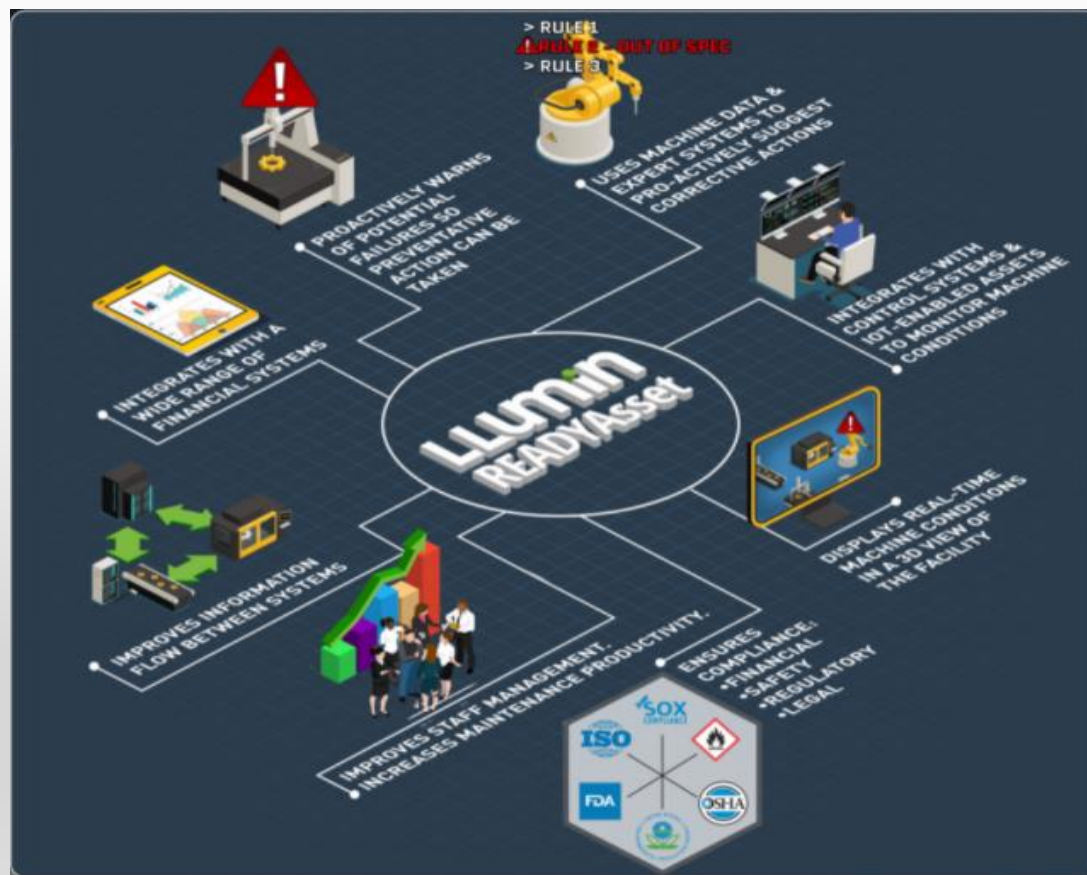 > RULE 1
RULE 2 - OUT OF SPEC
> RULE 3
USES MACHINE DATA &
EXPERT SYSTEMS TO
PRO-ACTIVELY SUGGEST
CORRECTIVE ACTIONS
PROACTIVELY WARNS
OF POTENTIAL
FAILURES SO
PREVENTATIVE
ACTION CAN BE
TAKEN
INTEGRATES WITH
CONTROL SYSTEMS &
IOT-ENABLED ASSETS
TO MONITOR MACHINE
CONDITIONS
INTEGRATES WITH A
WIDE RANGE OF
FINANCIAL SYSTEMS
LLumin
READYAsset
DISPLAYS REAL-TIME
MACHINE CONDITIONS
IN A 3D VIEW OF
THE FACILITY
IMPROVES INFORMATION
FLOW BETWEEN SYSTEMS
IMPROVES STAFF MANAGEMENT.
INCREASES MAINTENANCE PRODUCTIVITY.
ENSURES
COMPLIANCE:
•FINANCIAL
•SAFETY
•REGULATORY
•LEGAL
SOX
COMPLIANCE
ISO
FDA
OSHA